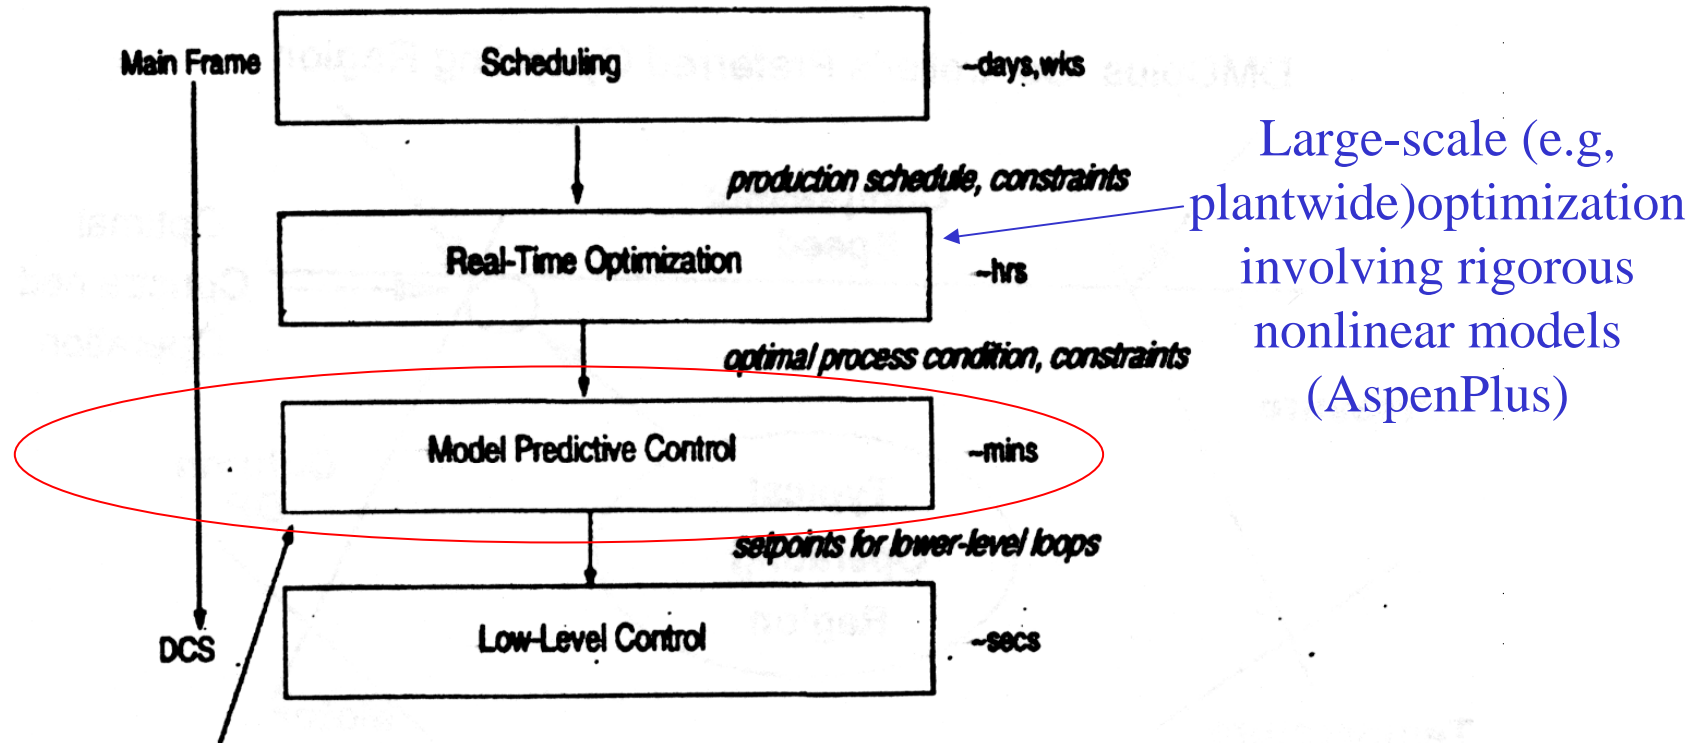 Main Frame
Scheduling
~days,wks
production schedule, constraints
Large-scale (e.g,
plantwide)optimization
involving rigorous
nonlinear models
(AspenPlus)
Real-Time Optimization
~hrs
optimal process condition, constraints
Model Predictive Control
~mins
setpoints for lower-level loops
DCS
Low-Level Control
~secs